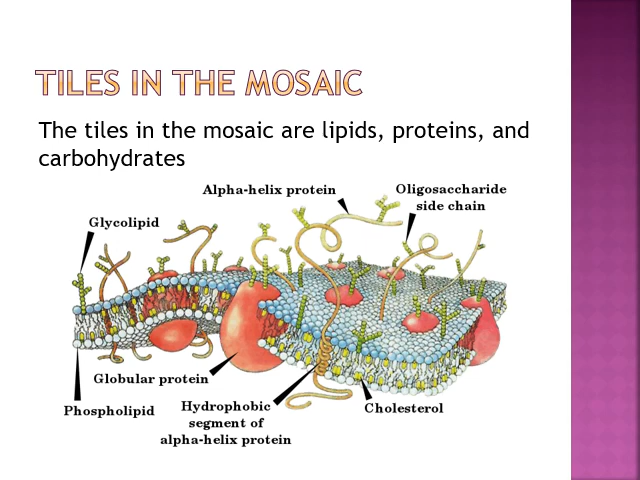 TILES IN THE MOSAIC
The tiles in the mosaic are lipids, proteins, and
carbohydrates
Alpha-helix protein
Oligosaccharide
side chain
Glycolipid
Globular protein
Phospholipid
Hydrophobic
segment of
alpha-helix protein
Cholesterol